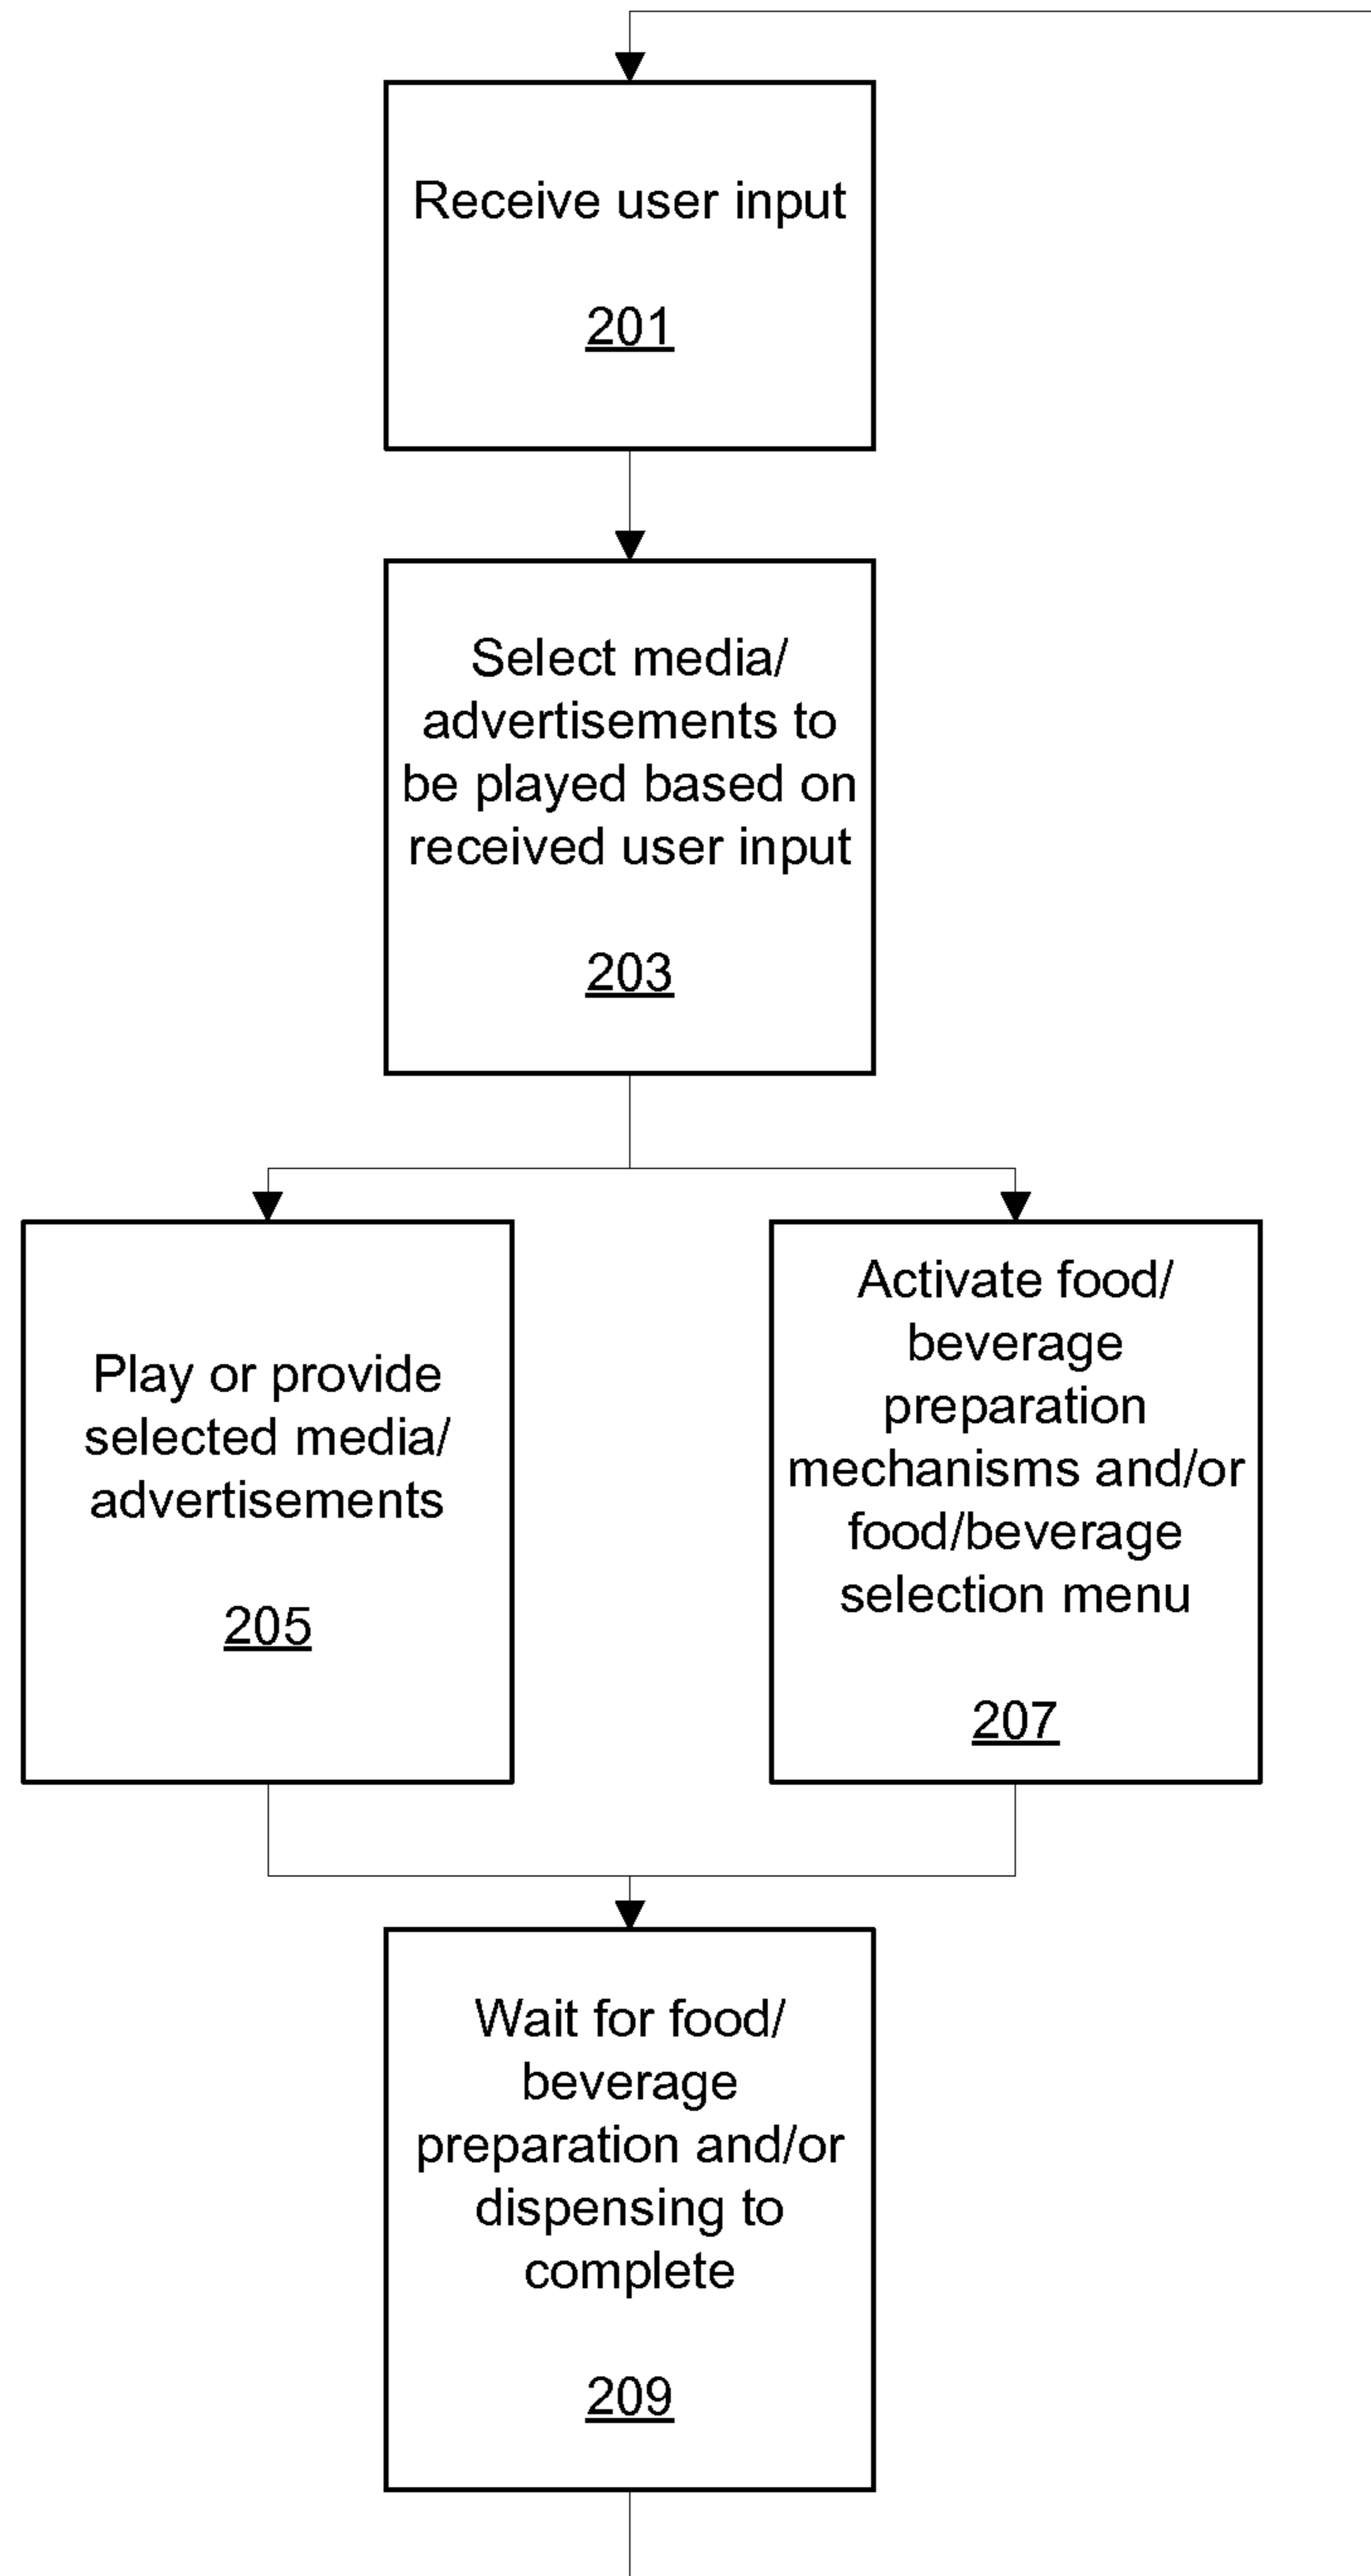 Receive user input
201
Select media/
advertisements to
be played based on
received user input
203
Play or provide
selected media/
advertisements
205
Activate food/
beverage
preparation
mechanisms and/or
food/beverage
selection menu
207
Wait for food/
beverage
preparation and/or
dispensing to
complete
209